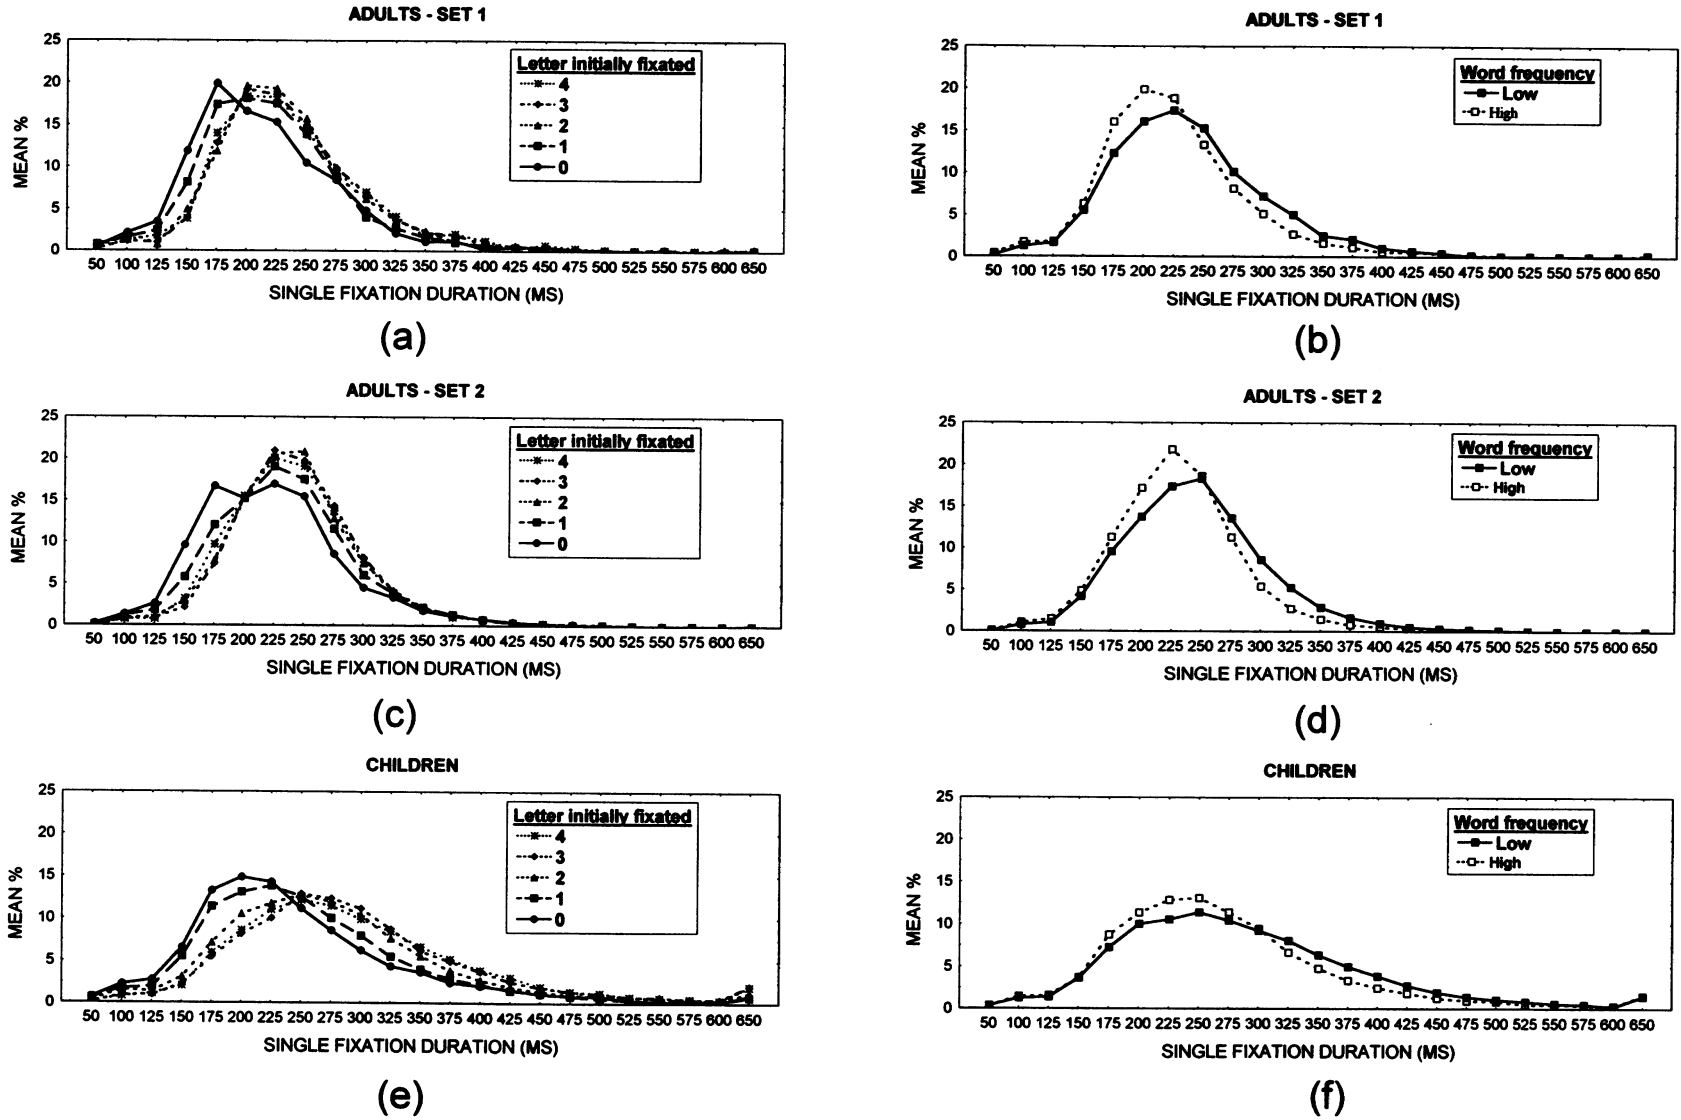 ADULTS - SET 1
25
20
15
10
5
0
MEAN %
Letter initially fixated
4
3
2
1
0
50 100 125 150 175 200 225 250 275 300 325 350 375 400 425 450 475 500 525 550 575 600 650
SINGLE FIXATION DURATION (MS)
(a)
ADULTS - SET 1
25
20
15
10
5
0
MEAN %
Word frequency
Low
High
50 100 125 150 175 200 225 250 275 300 325 350 375 400 425 450 475 500 525 550 575 600 650
SINGLE FIXATION DURATION (MS)
(b)
ADULTS - SET 2
25
20
15
10
5
0
MEAN %
Letter initially fixated
4
3
2
1
0
50 100 125 150 175 200 225 250 275 300 325 350 375 400 425 450 475 500 525 550 575 600 650
SINGLE FIXATION DURATION (MS)
(c)
ADULTS - SET 2
25
20
15
10
5
0
MEAN %
Word frequency
Low
High
50 100 125 150 175 200 225 250 275 300 325 350 375 400 425 450 475 500 525 550 575 600 650
SINGLE FIXATION DURATION (MS)
(d)
CHILDREN
25
20
15
10
5
0
MEAN %
Letter initially fixated
4
3
2
1
0
50 100 125 150 175 200 225 250 275 300 325 350 375 400 425 450 475 500 525 550 575 600 650
SINGLE FIXATION DURATION (MS)
(e)
CHILDREN
25
20
15
10
5
0
MEAN %
Word frequency
Low
High
50 100 125 150 175 200 225 250 275 300 325 350 375 400 425 450 475 500 525 550 575 600 650
SINGLE FIXATION DURATION (MS)
(f)